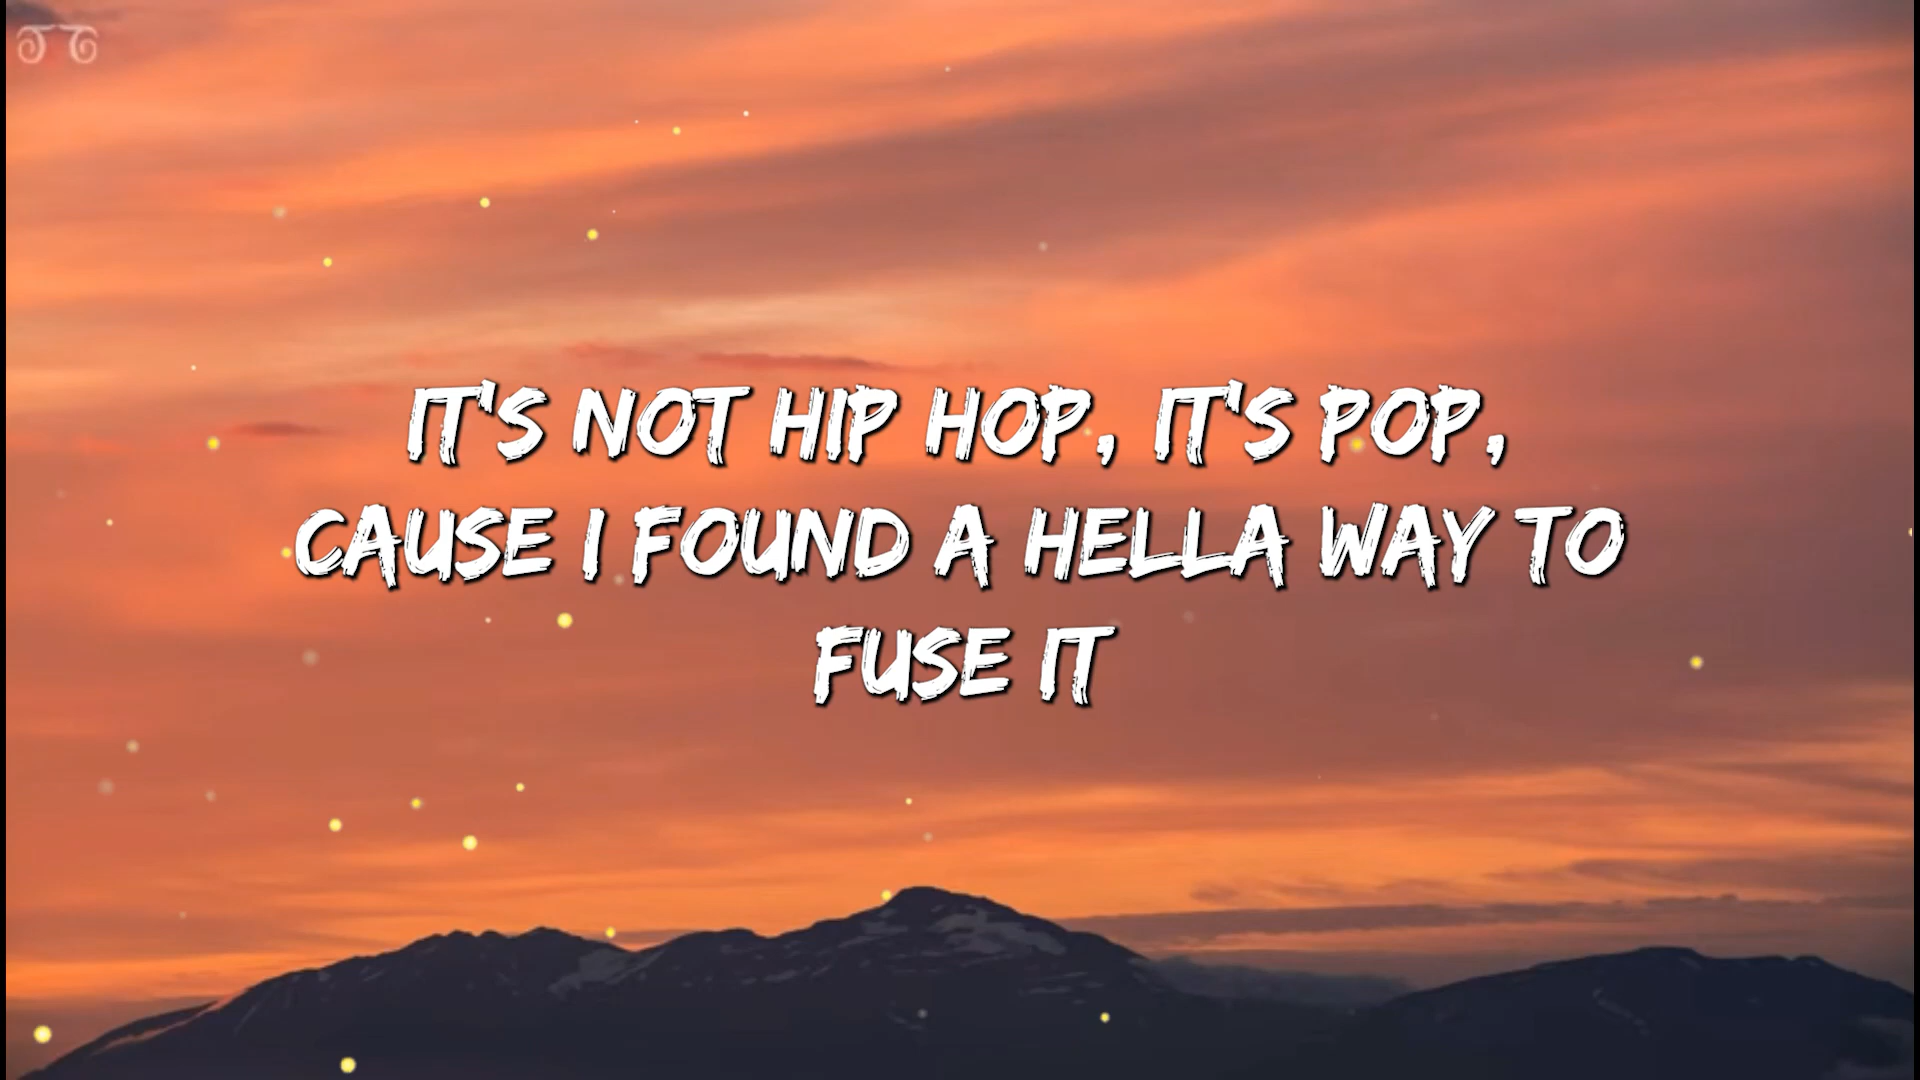 IT'S NOT HIP HOP, IT'S POP,
CAUSE I FOUND A HELLA WAY TO
FUSE IT